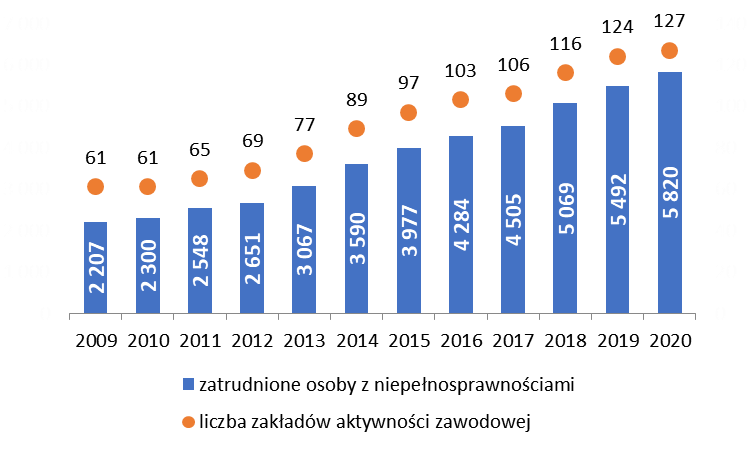 61 61 65 69 77 89 97 103 106 116 124 127
2 207 2 300 2 548 2 651 3 067 3 590 3 977 4 284 4 505 5 069 5 492 5 820
2009 2010 2011 2012 2013 2014 2015 2016 2017 2018 2019 2020
zatrudnione osoby z niepełnosprawnościami
liczba zakładów aktywności zawodowej